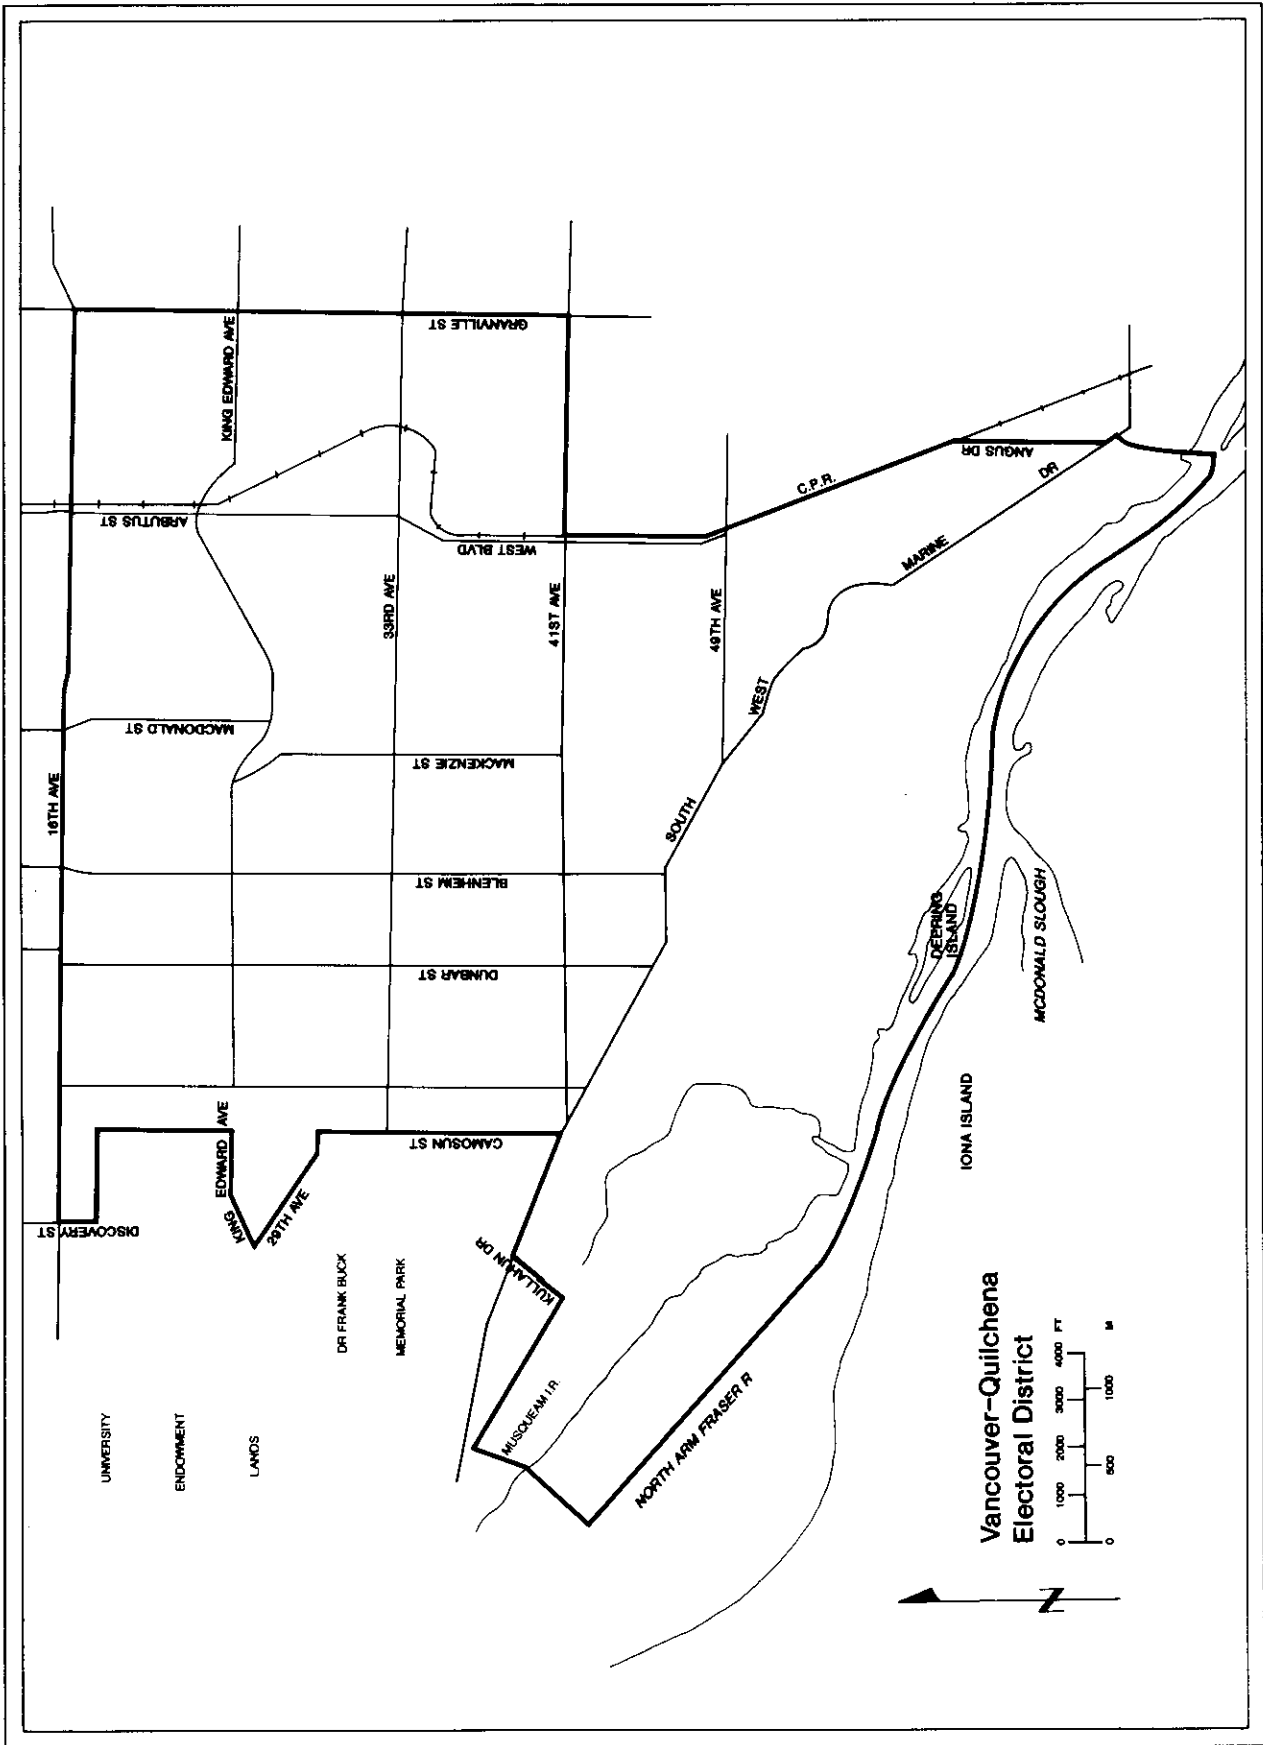 16TH AVE
KING EDWARD AVE
33RD AVE
41ST AVE
49TH AVE
GRANVILLE ST
ARBUTUS ST
WEST BLVD
MACDONALD ST
MACKENZIE ST
BLENHEIM ST
DUNBAR ST
CAMOSUN ST
DISCOVERY ST
KING
EDWARD AVE
29TH AVE
C.P.R.
ANGUS DR
SOUTH
WEST
MARINE
DR
KULLAHUN DR
MUSQUEAM I.R.
UNIVERSITY
ENDOWMENT
LANDS
DR FRANK BUCK
MEMORIAL PARK
NORTH ARM FRASER R
DEERING
ISLAND
MCDONALD SLOUGH
IONA ISLAND
Vancouver-Quilchena
Electoral District
0 1000 2000 3000 4000 FT
0 500 1000 M
N